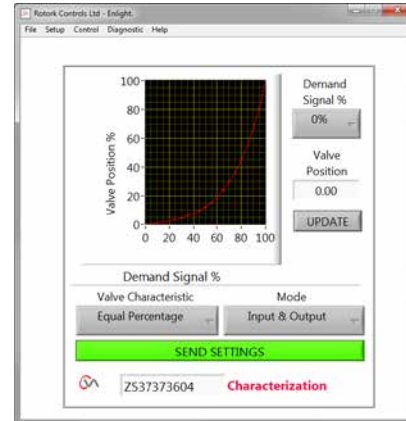 Rotork Controls Ltd - Enlight.
File Setup Control Diagnostic Help
100
80
60
40
20
0
Valve Position %
0 20 40 60 80 100
Demand Signal %
Demand
Signal %
0%
Valve
Position
0.00
UPDATE
Valve Characteristic
Equal Percentage
Mode
Input & Output
SEND SETTINGS
ZS37373604
Characterization